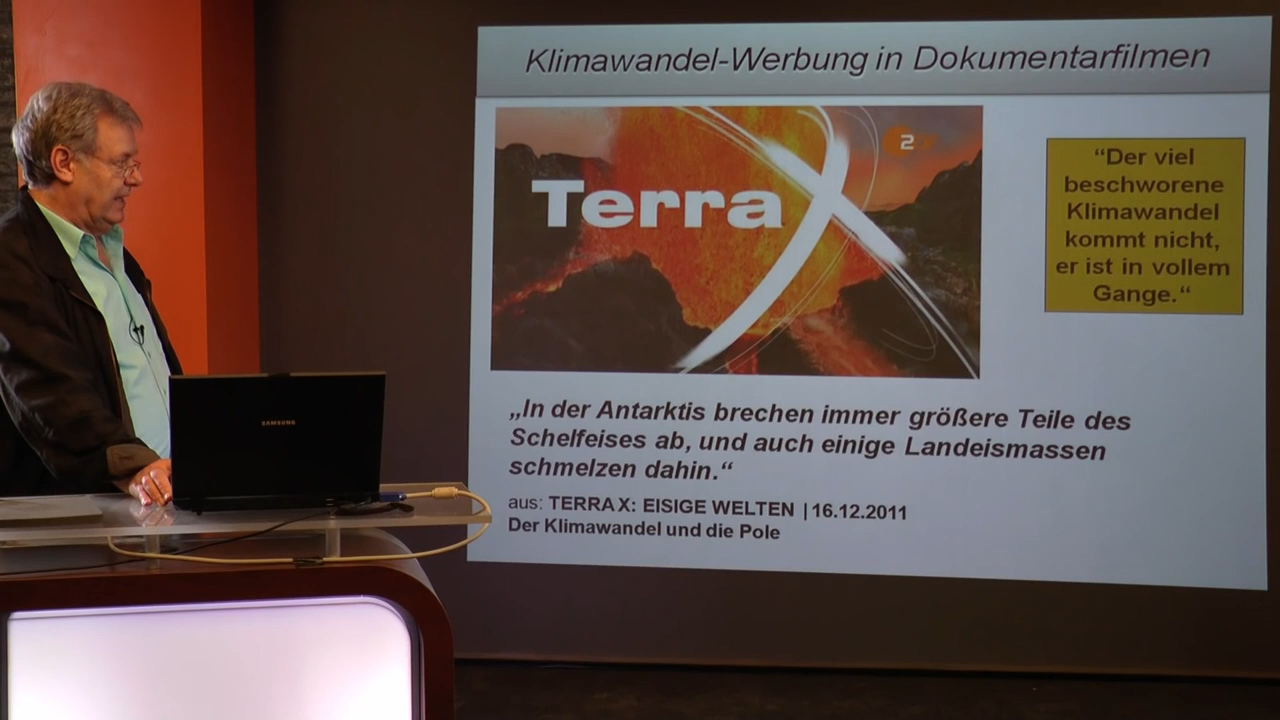 Klimawandel-Werbung in Dokumentarfilmen
2
Terra X
“Der viel
beschworene
Klimawandel
kommt nicht,
er ist in vollem
Gange.“
„In der Antarktis brechen immer größere Teile des
Schelfeises ab, und auch einige Landeismassen
schmelzen dahin.“
aus: TERRA X: EISIGE WELTEN | 16.12.2011
Der Klimawandel und die Pole
SAMSUNG